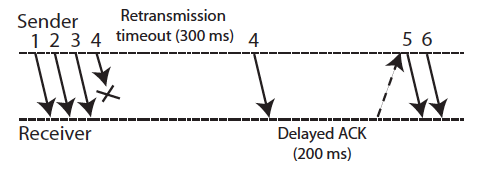 Sender
Retransmission
timeout (300 ms)
1 2 3 4
4
5 6
Receiver
Delayed ACK
(200 ms)